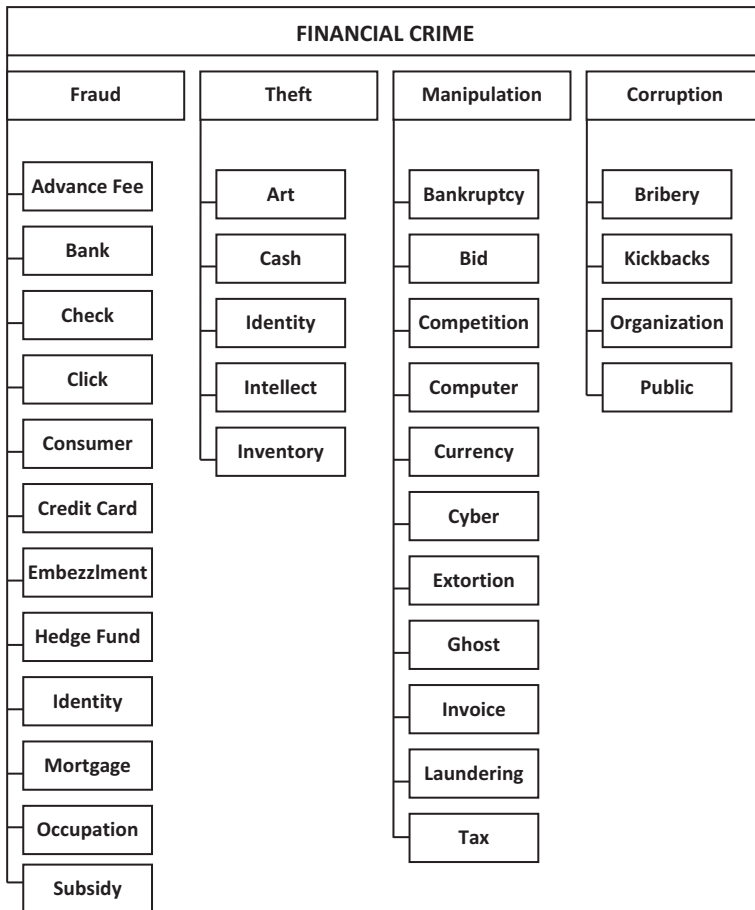 FINANCIAL CRIME
Fraud
Theft
Manipulation
Corruption
Advance Fee
Bank
Check
Click
Consumer
Credit Card
Embezzlment
Hedge Fund
Identity
Mortgage
Occupation
Subsidy
Art
Cash
Identity
Intellect
Inventory
Bankruptcy
Bid
Competition
Computer
Currency
Cyber
Extortion
Ghost
Invoice
Laundering
Tax
Bribery
Kickbacks
Organization
Public